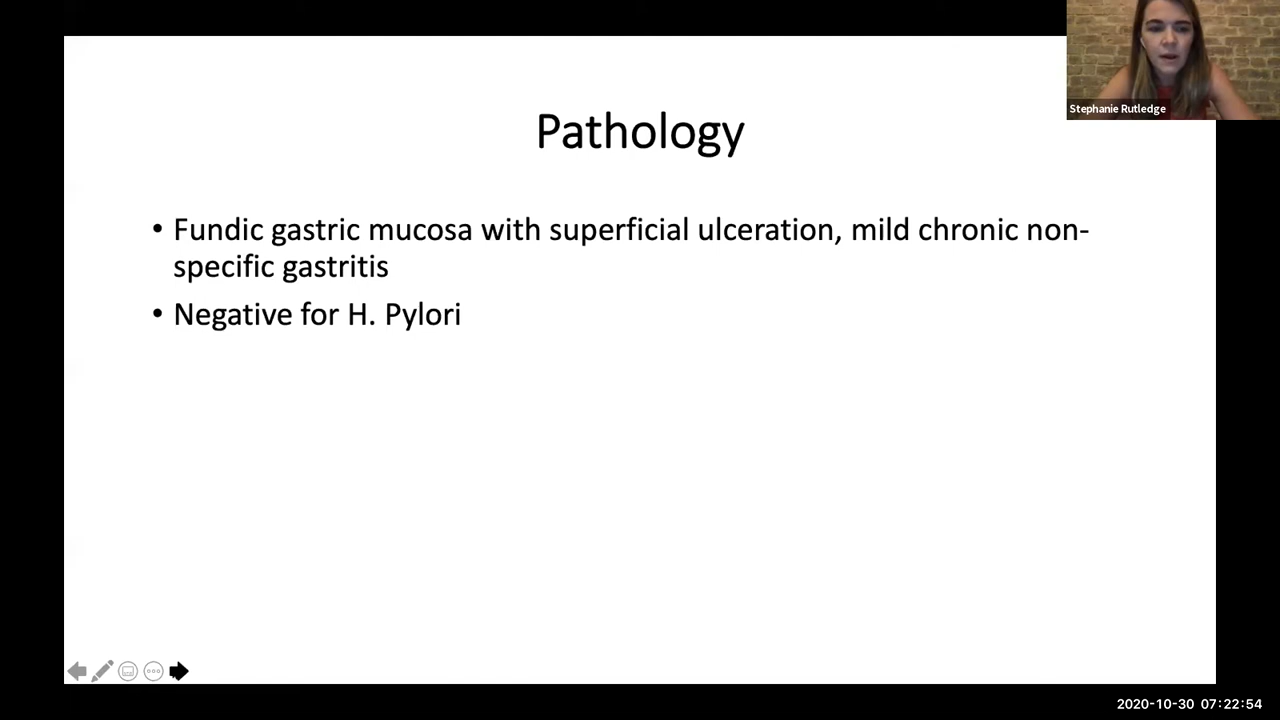 Stephanie Rutledge
Pathology
• Fundic gastric mucosa with superficial ulceration, mild chronic non-
specific gastritis
• Negative for H. Pylori
2020-10-30 07:22:54